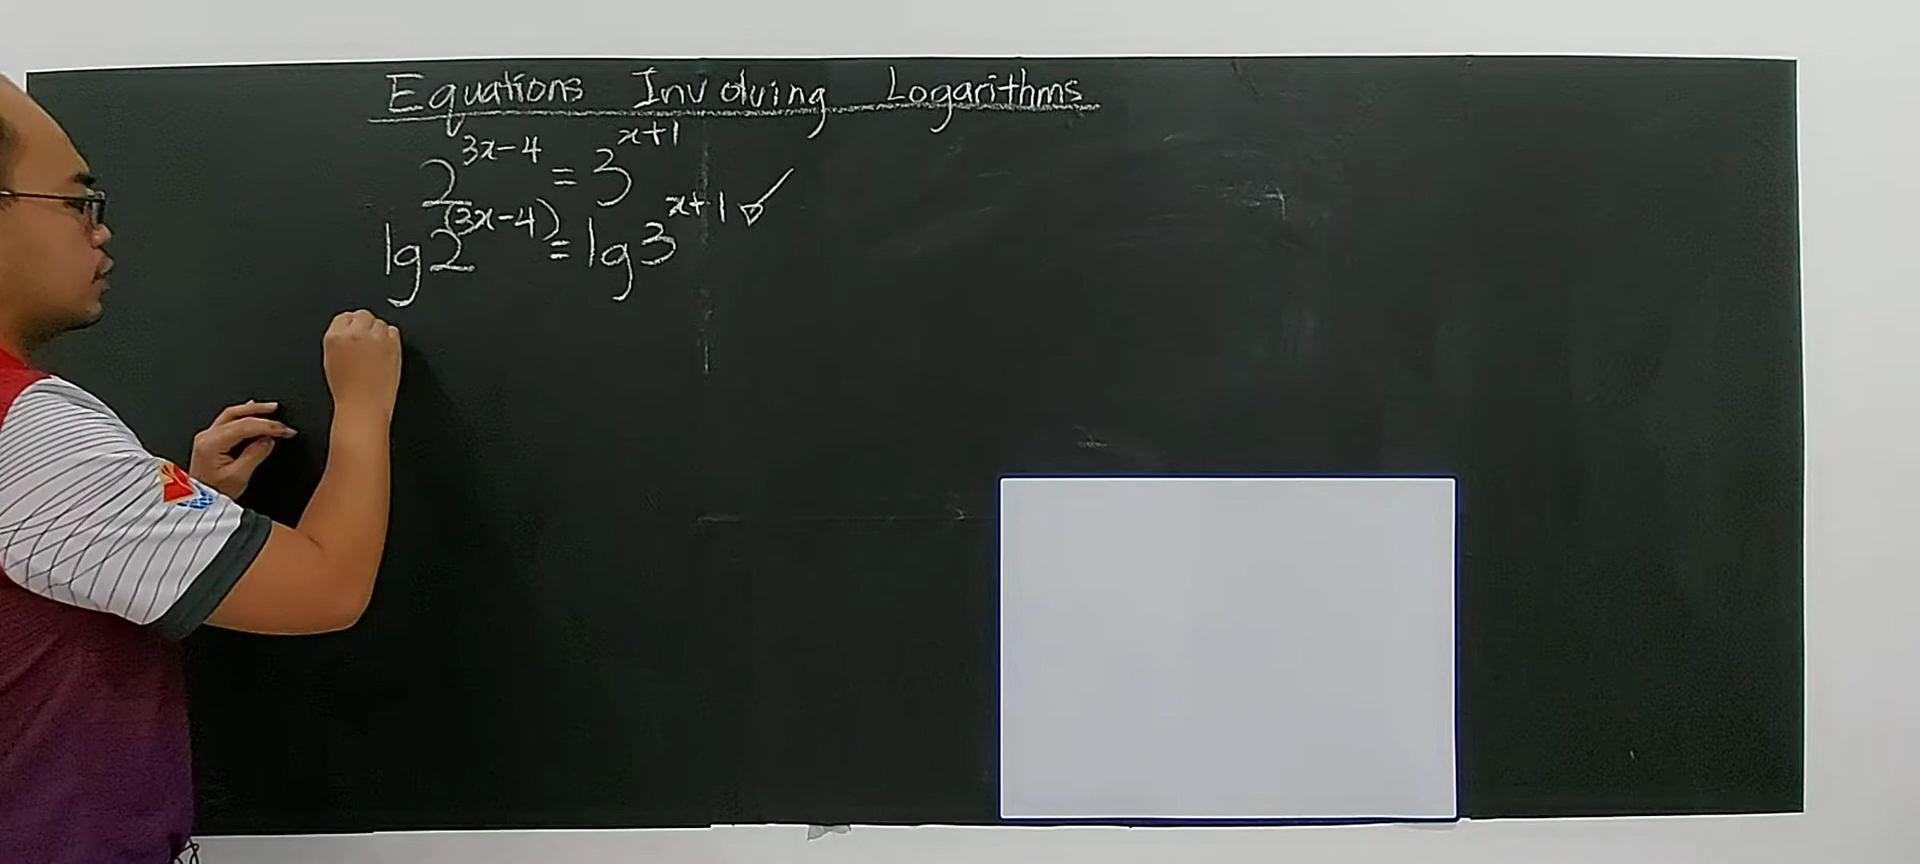 Equations Involving Logarithms
2^(3x-4) = 3^(x+1)
lg2^(3x-4) = lg3^(x+1)